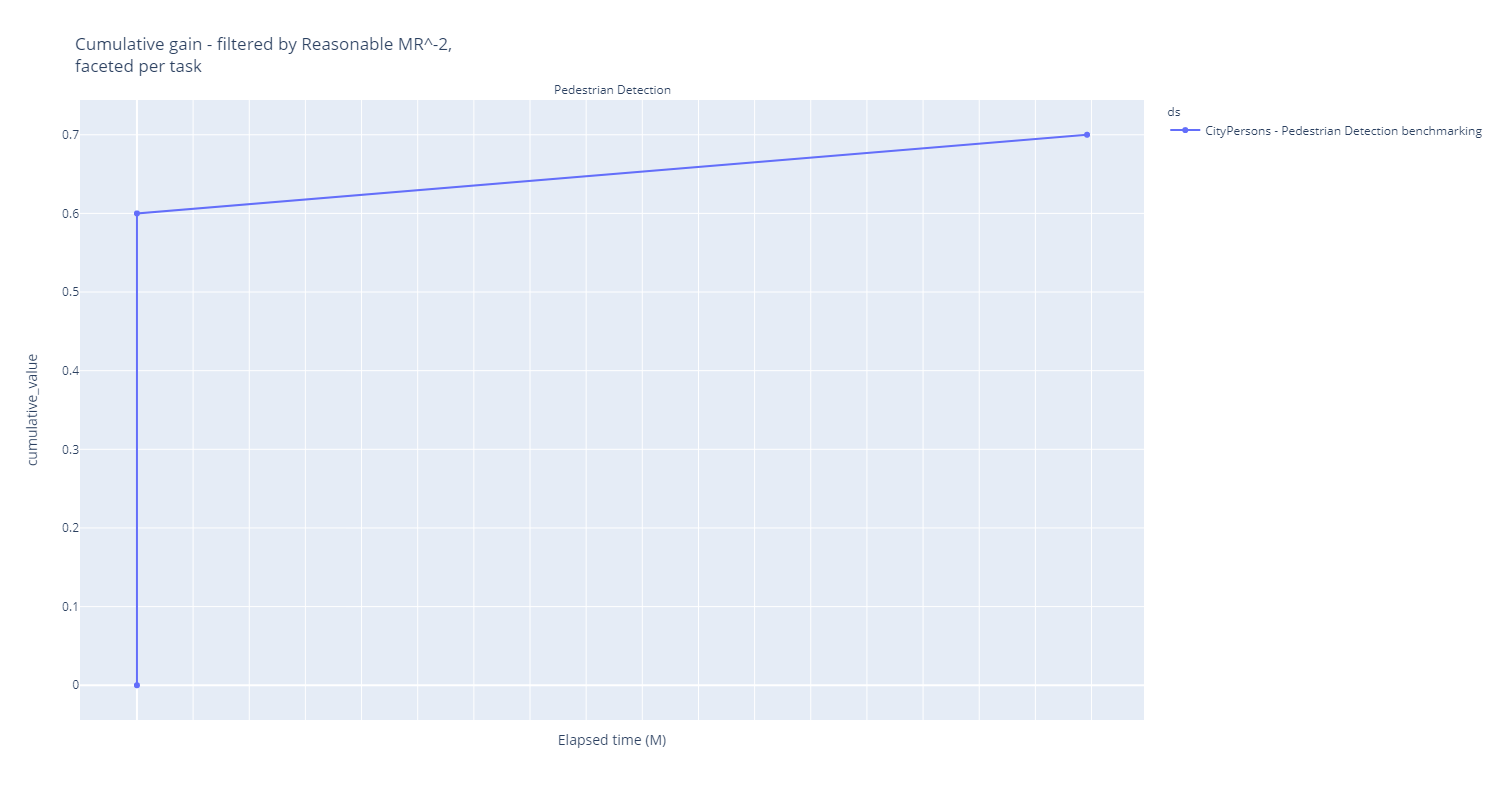 Cumulative gain - filtered by Reasonable MR^-2,
faceted per task
Pedestrian Detection
ds
CityPersons - Pedestrian Detection benchmarking
0.7
0.6
0.5
0.4
0.3
0.2
0.1
0
cumulative_value
Elapsed time (M)